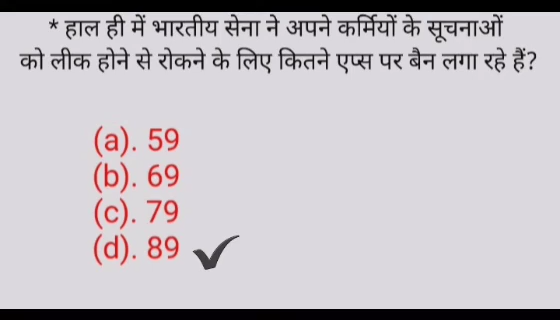 * हाल ही में भारतीय सेना ने अपने कर्मियों के सूचनाओं
को लीक होने से रोकने के लिए कितने एप्स पर बैन लगा रहे हैं?
(a). 59
(b). 69
(c). 79
(d). 89